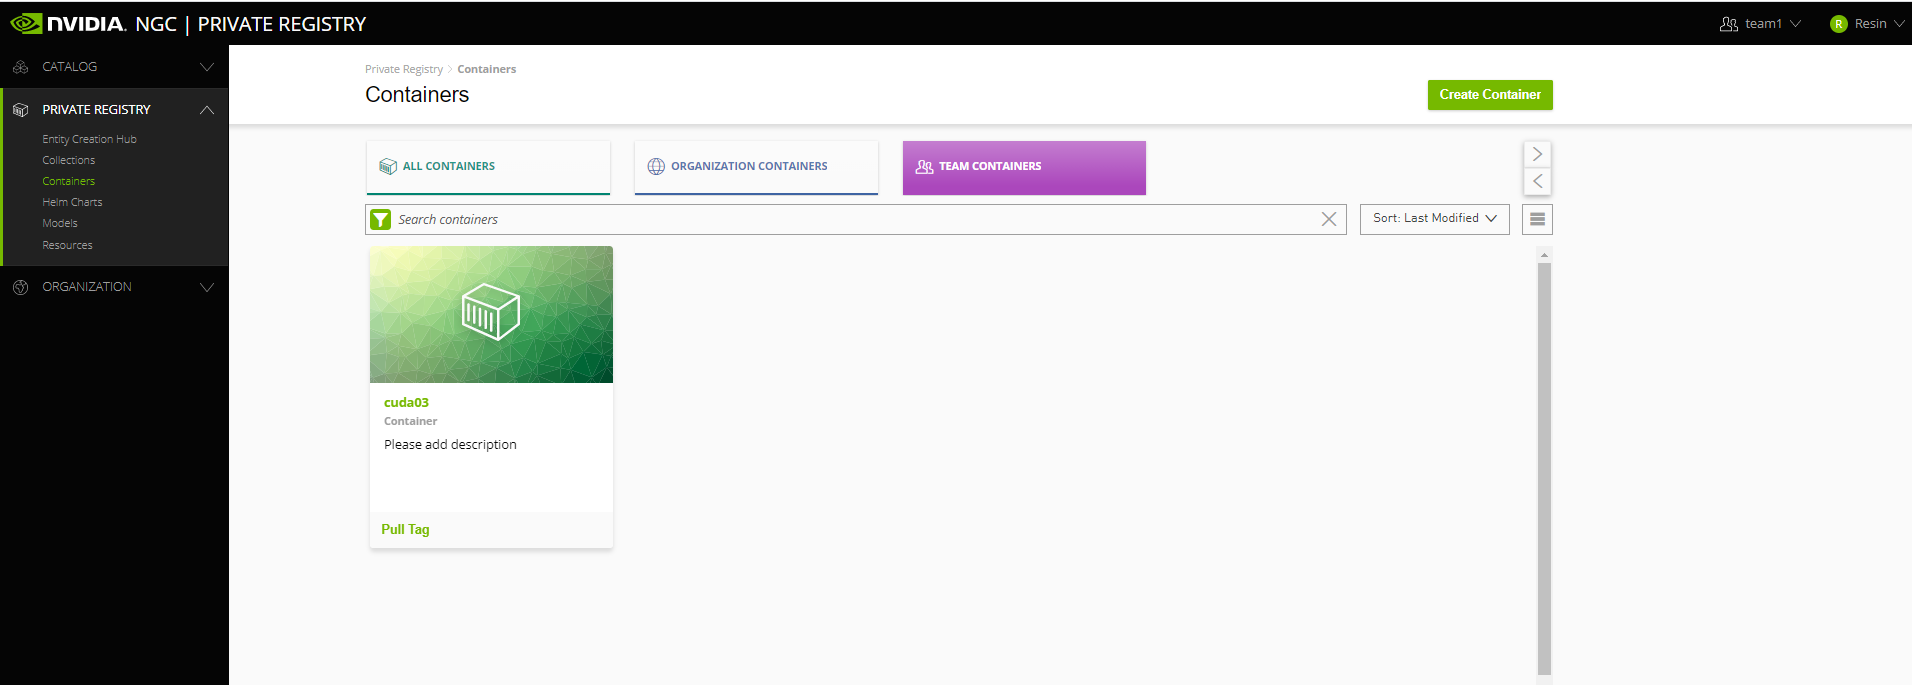 NVIDIA. NGC | PRIVATE REGISTRY
team1
R Resin
CATALOG
PRIVATE REGISTRY
Entity Creation Hub
Collections
Containers
Helm Charts
Models
Resources
ORGANIZATION
Private Registry > Containers
Containers
Create Container
ALL CONTAINERS
ORGANIZATION CONTAINERS
TEAM CONTAINERS
Search containers
Sort: Last Modified
cuda03
Container
Please add description
Pull Tag